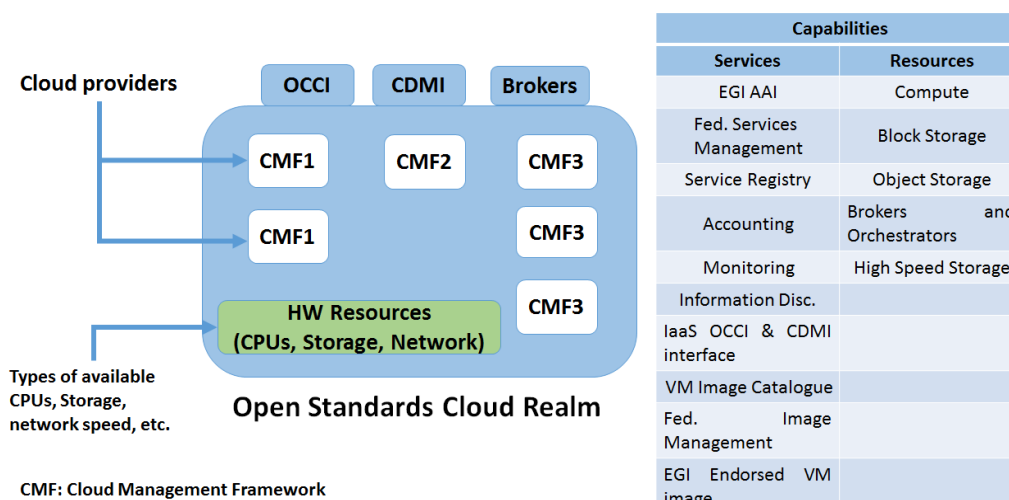 Cloud providers
OCCI
CDMI
Brokers
CMF1
CMF2
CMF3
CMF1
CMF3
CMF3
HW Resources
(CPUs, Storage, Network)
Types of available
CPUs, Storage,
network speed, etc.
Open Standards Cloud Realm
CMF: Cloud Management Framework
Capabilities
Services Resources
EGI AAI Compute
Fed. Services
Management
Block Storage
Service Registry Object Storage
Accounting
Brokers and
Orchestrators
Monitoring High Speed Storage
Information Disc.
IaaS OCCI & CDMI
interface
VM Image Catalogue
Fed. Image
Management
EGI Endorsed VM
image